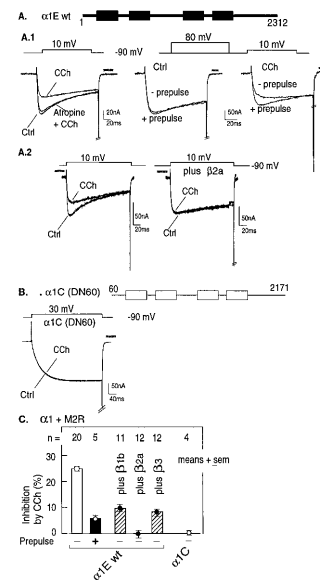 A. α1E wt
1 2312
A.1
10 mV -90 mV 80 mV 10 mV
CCh Ctrl CCh
- prepulse - prepulse
Atropine + CCh
+ prepulse + prepulse
Ctrl Ctrl
20nA 20nA 20nA
20ms 20ms 20ms
A.2
10 mV 10 mV -90 mV
plus β2a
CCh CCh
Ctrl Ctrl
50nA 50nA
20ms 20ms
B. . α1C (DN60) 60 2171
30 mV -90 mV
α1C (DN60)
CCh
Ctrl
50nA
40ms
C. α1 + M2R
n = 20 5 11 12 12 4
means + sem
plus β1b
plus β2a
plus β3
Inhibition by CCh (%)
30
20
10
0
Prepulse − + − − − −
α1E wt α1C